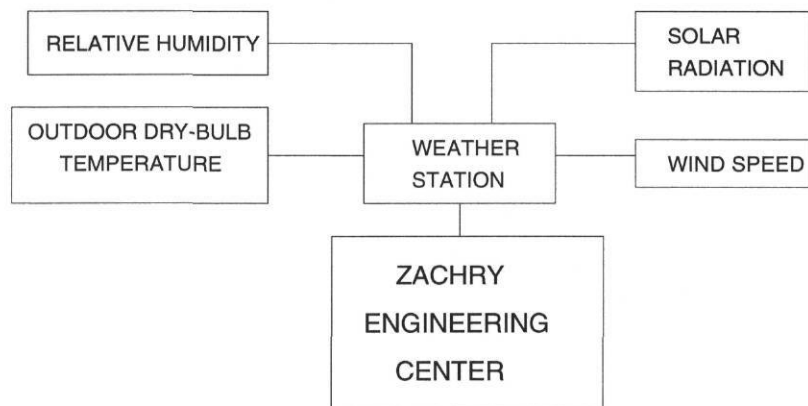 RELATIVE HUMIDITY
SOLAR
RADIATION
OUTDOOR DRY-BULB
TEMPERATURE
WEATHER
STATION
WIND SPEED
ZACHRY
ENGINEERING
CENTER